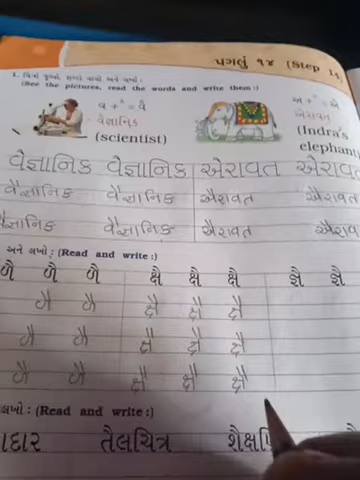 પગલું ૧૪ (Step 14
1. ચિત્રો જુઓ, શબ્દો વાંચો અને લખો :
(See the pictures, read the words and write them :)
વ + ૈ = વૈ
વૈજ્ઞાનિક
(scientist)
અ + ૈ = ઐ
ઐરાવત
(Indra's
elephant
વૈજ્ઞાનિક વૈજ્ઞાનિક ઐરાવત ઐરાવત
વૈજ્ઞાનિક વૈજ્ઞાનિક ઐરાવત ઐરાવ
વૈજ્ઞાનિક વૈજ્ઞાનિક ઐરાવત ઐરાવ
અને લખો : (Read and write :)
ળૈ ળૈ ળૈ ક્ષૈ ક્ષૈ ક્ષૈ જ્ઞૈ જ્ઞૈ
ળૈ ળૈ ક્ષૈ ક્ષૈ ક્ષૈ
ળૈ ળૈ ક્ષૈ ક્ષૈ ક્ષૈ
ળૈ ળૈ ક્ષૈ ક્ષૈ ક્ષૈ
લખો : (Read and write :)
ાદાર તૈલચિત્ર શૈક્ષ